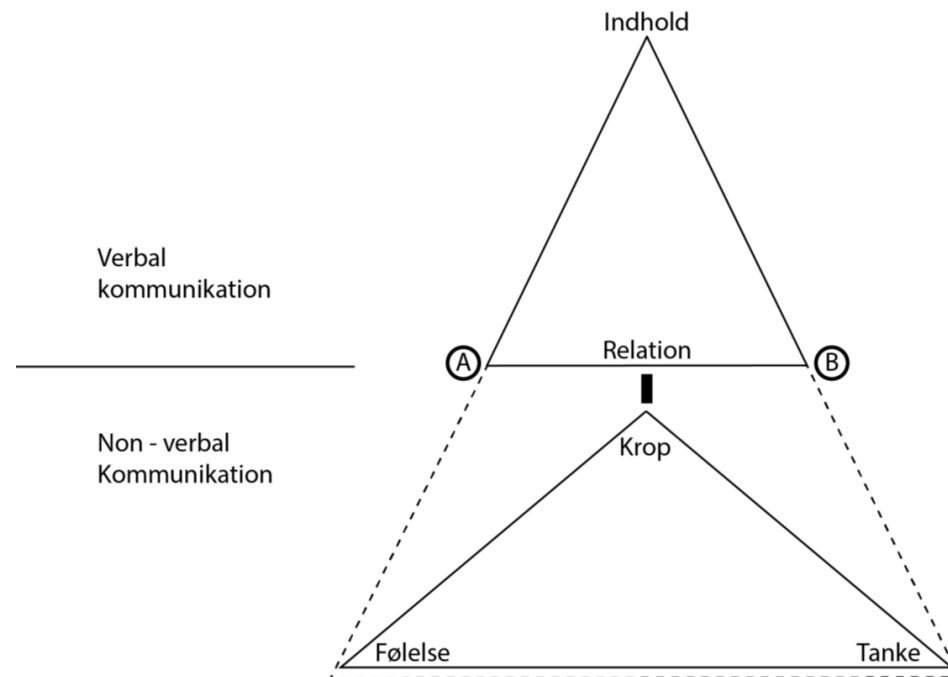 Indhold
Verbal
kommunikation
A
Relation
B
Non - verbal
Kommunikation
Krop
Følelse
Tanke